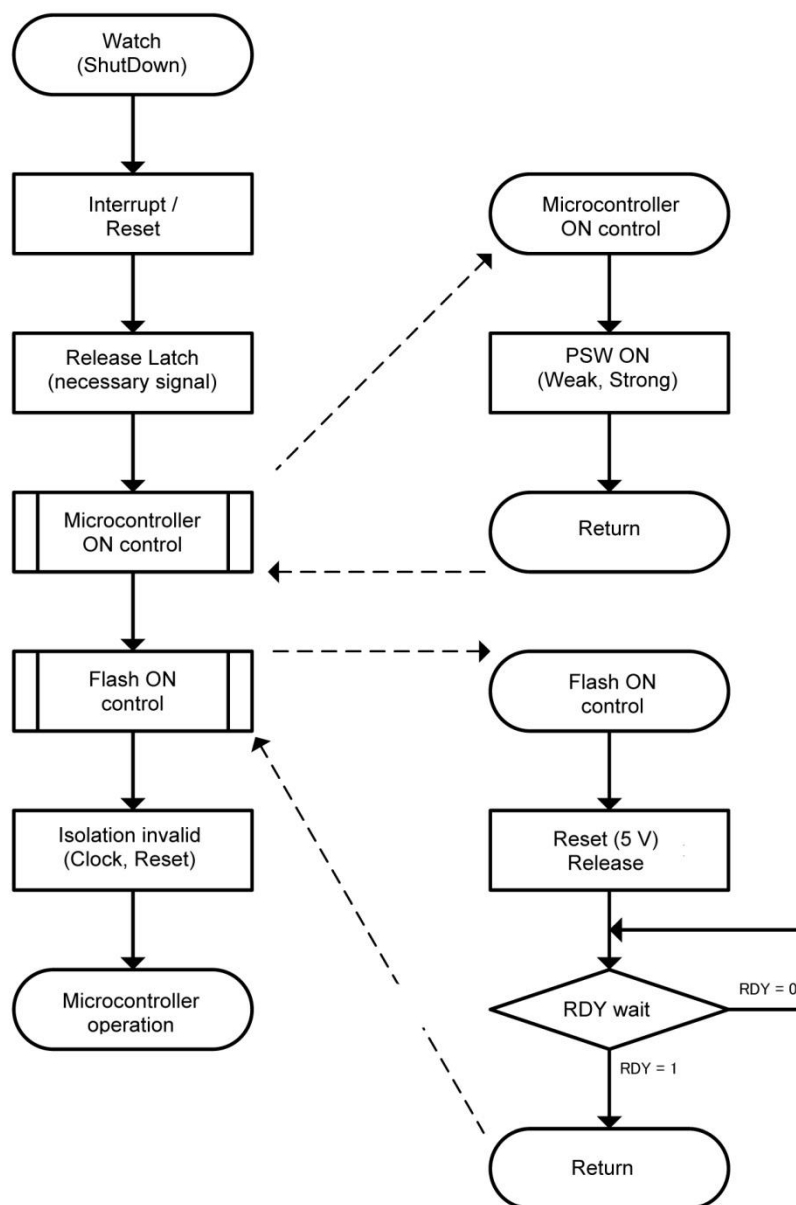 Watch
(ShutDown)
Interrupt /
Reset
Release Latch
(necessary signal)
Microcontroller
ON control
Flash ON
control
Isolation invalid
(Clock, Reset)
Microcontroller
operation
Microcontroller
ON control
PSW ON
(Weak, Strong)
Return
Flash ON
control
Reset (5 V)
Release
RDY wait
RDY = 0
RDY = 1
Return